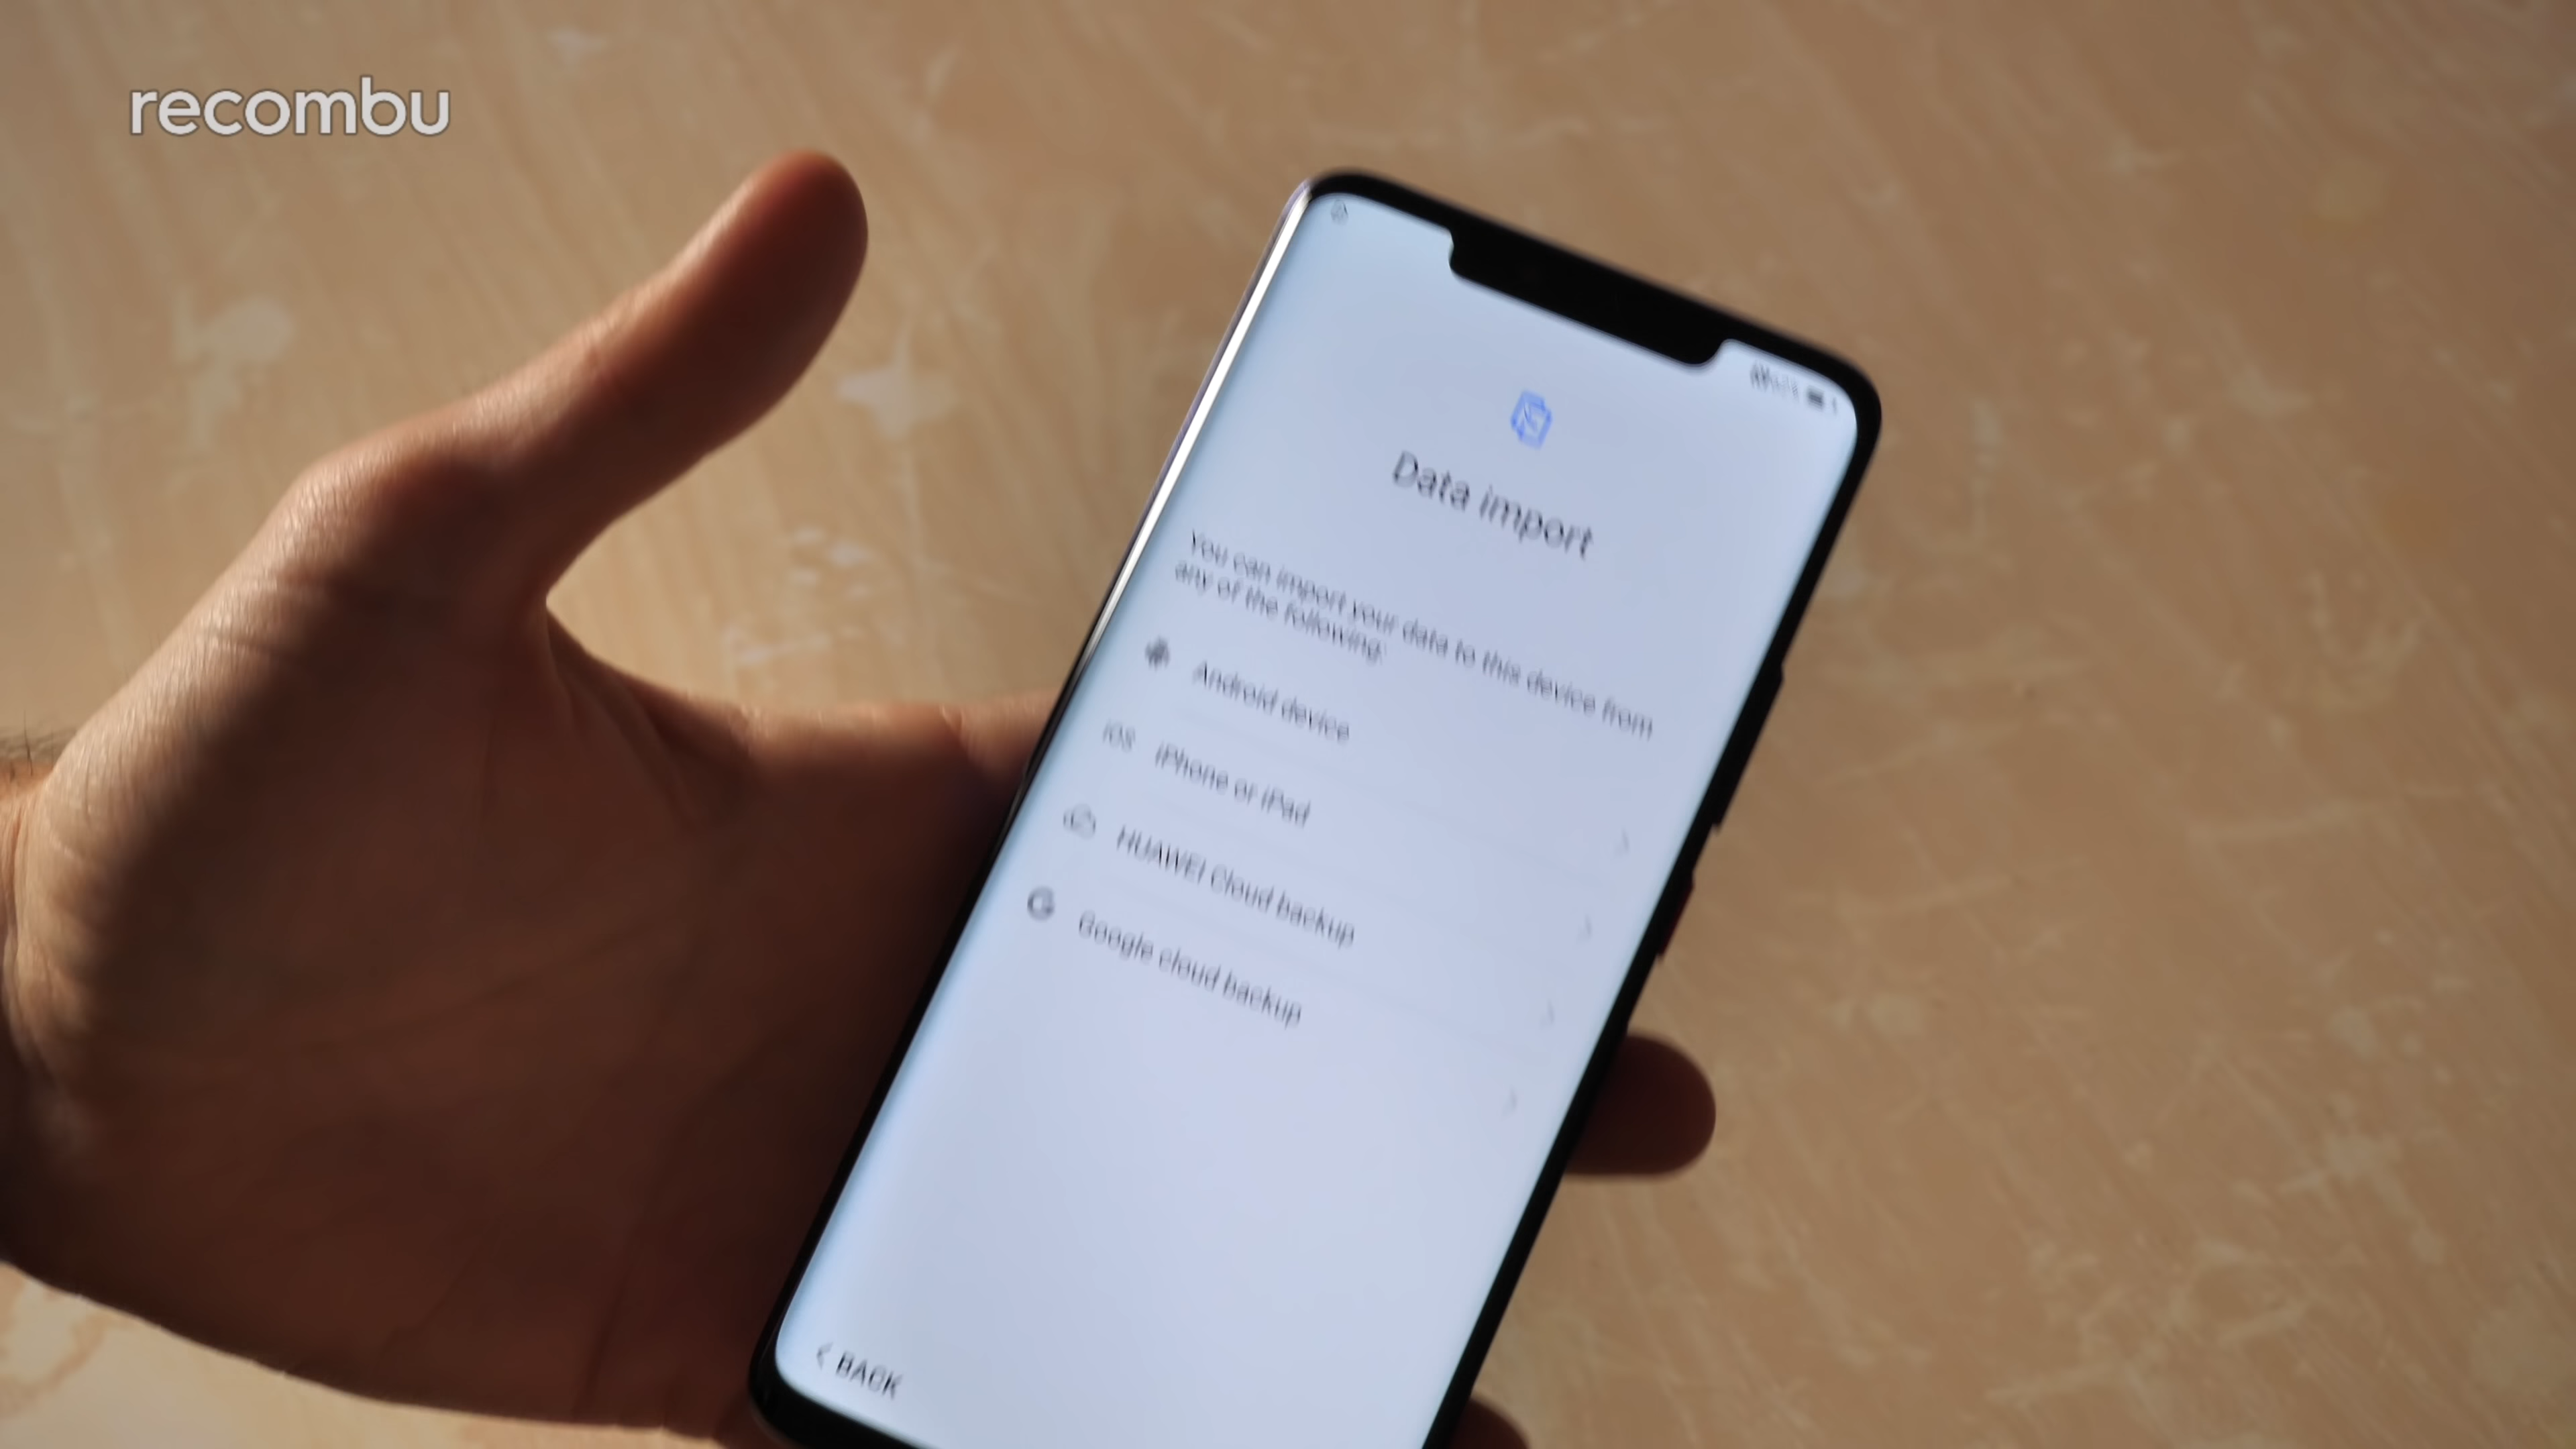 recombu
Data import
You can import your data to this device from
any of the following:
Android device
iOS iPhone or iPad
HUAWEI Cloud backup
Google cloud backup
BACK